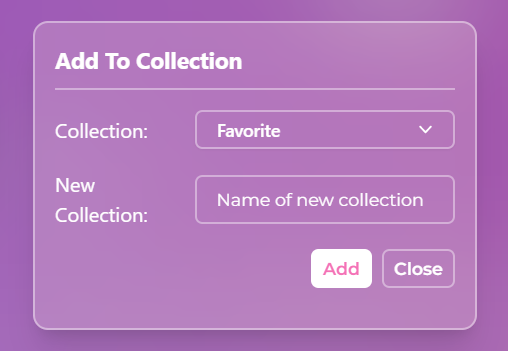 Add To Collection
Collection:
Favorite
New
Collection:
Name of new collection
Add
Close